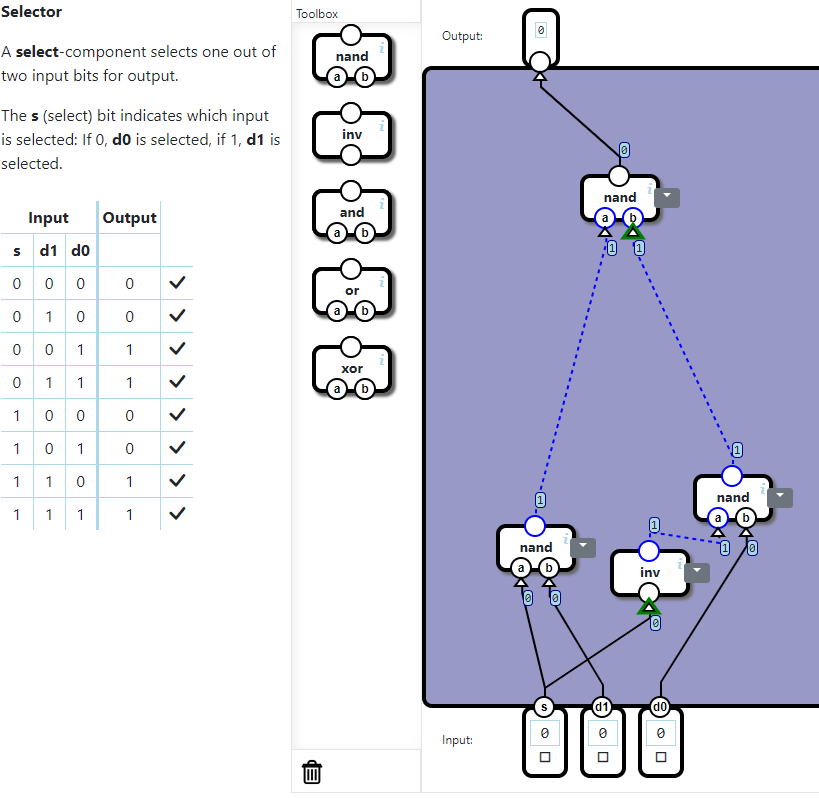 Selector
A select-component selects one out of
two input bits for output.
The s (select) bit indicates which input
is selected: If 0, d0 is selected, if 1, d1 is
selected.
Input Output
s d1 d0
0 0 0 0 ✓
0 1 0 0 ✓
0 0 1 1 ✓
0 1 1 1 ✓
1 0 0 0 ✓
1 0 1 0 ✓
1 1 0 1 ✓
1 1 1 1 ✓
Toolbox
nand i
a b
inv i
and i
a b
or i
a b
xor i
a b
Output: 0
0
nand i
a b
1 1
1
1
nand i
a b
1 0
1
nand i
a b
0 0
1
inv i
0
s d1 d0
Input: 0 0 0